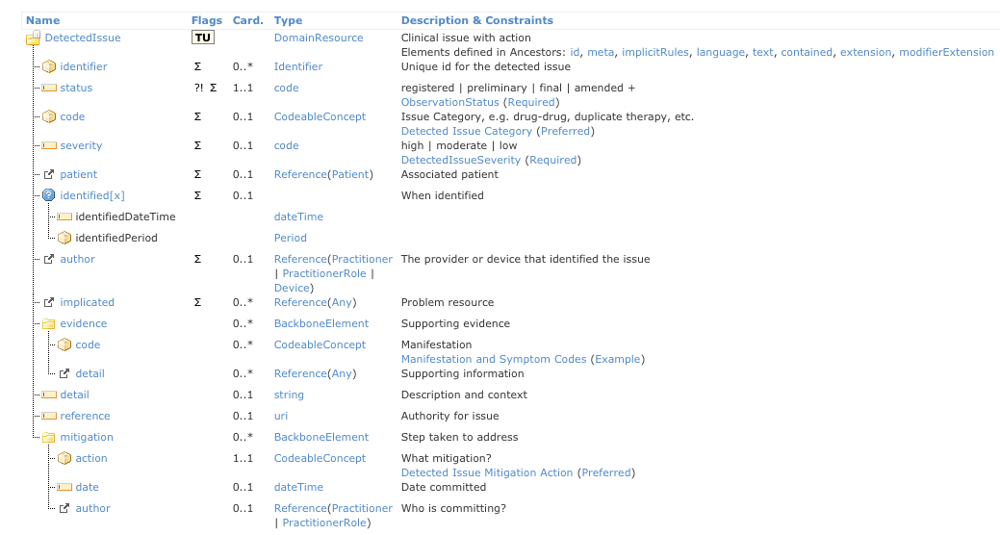 Name Flags Card. Type Description & Constraints
DetectedIssue TU DomainResource Clinical issue with action
Elements defined in Ancestors: id, meta, implicitRules, language, text, contained, extension, modifierExtension
identifier Σ 0..* Identifier Unique id for the detected issue
status ?! Σ 1..1 code registered | preliminary | final | amended +
ObservationStatus (Required)
code Σ 0..1 CodeableConcept Issue Category, e.g. drug-drug, duplicate therapy, etc.
Detected Issue Category (Preferred)
severity Σ 0..1 code high | moderate | low
DetectedIssueSeverity (Required)
patient Σ 0..1 Reference(Patient) Associated patient
identified[x] Σ 0..1 When identified
identifiedDateTime dateTime
identifiedPeriod Period
author Σ 0..1 Reference(Practitioner The provider or device that identified the issue
| PractitionerRole |
Device)
implicated Σ 0..* Reference(Any) Problem resource
evidence 0..* BackboneElement Supporting evidence
code 0..* CodeableConcept Manifestation
Manifestation and Symptom Codes (Example)
detail 0..* Reference(Any) Supporting information
detail 0..1 string Description and context
reference 0..1 uri Authority for issue
mitigation 0..* BackboneElement Step taken to address
action 1..1 CodeableConcept What mitigation?
Detected Issue Mitigation Action (Preferred)
date 0..1 dateTime Date committed
author 0..1 Reference(Practitioner Who is committing?
| PractitionerRole)